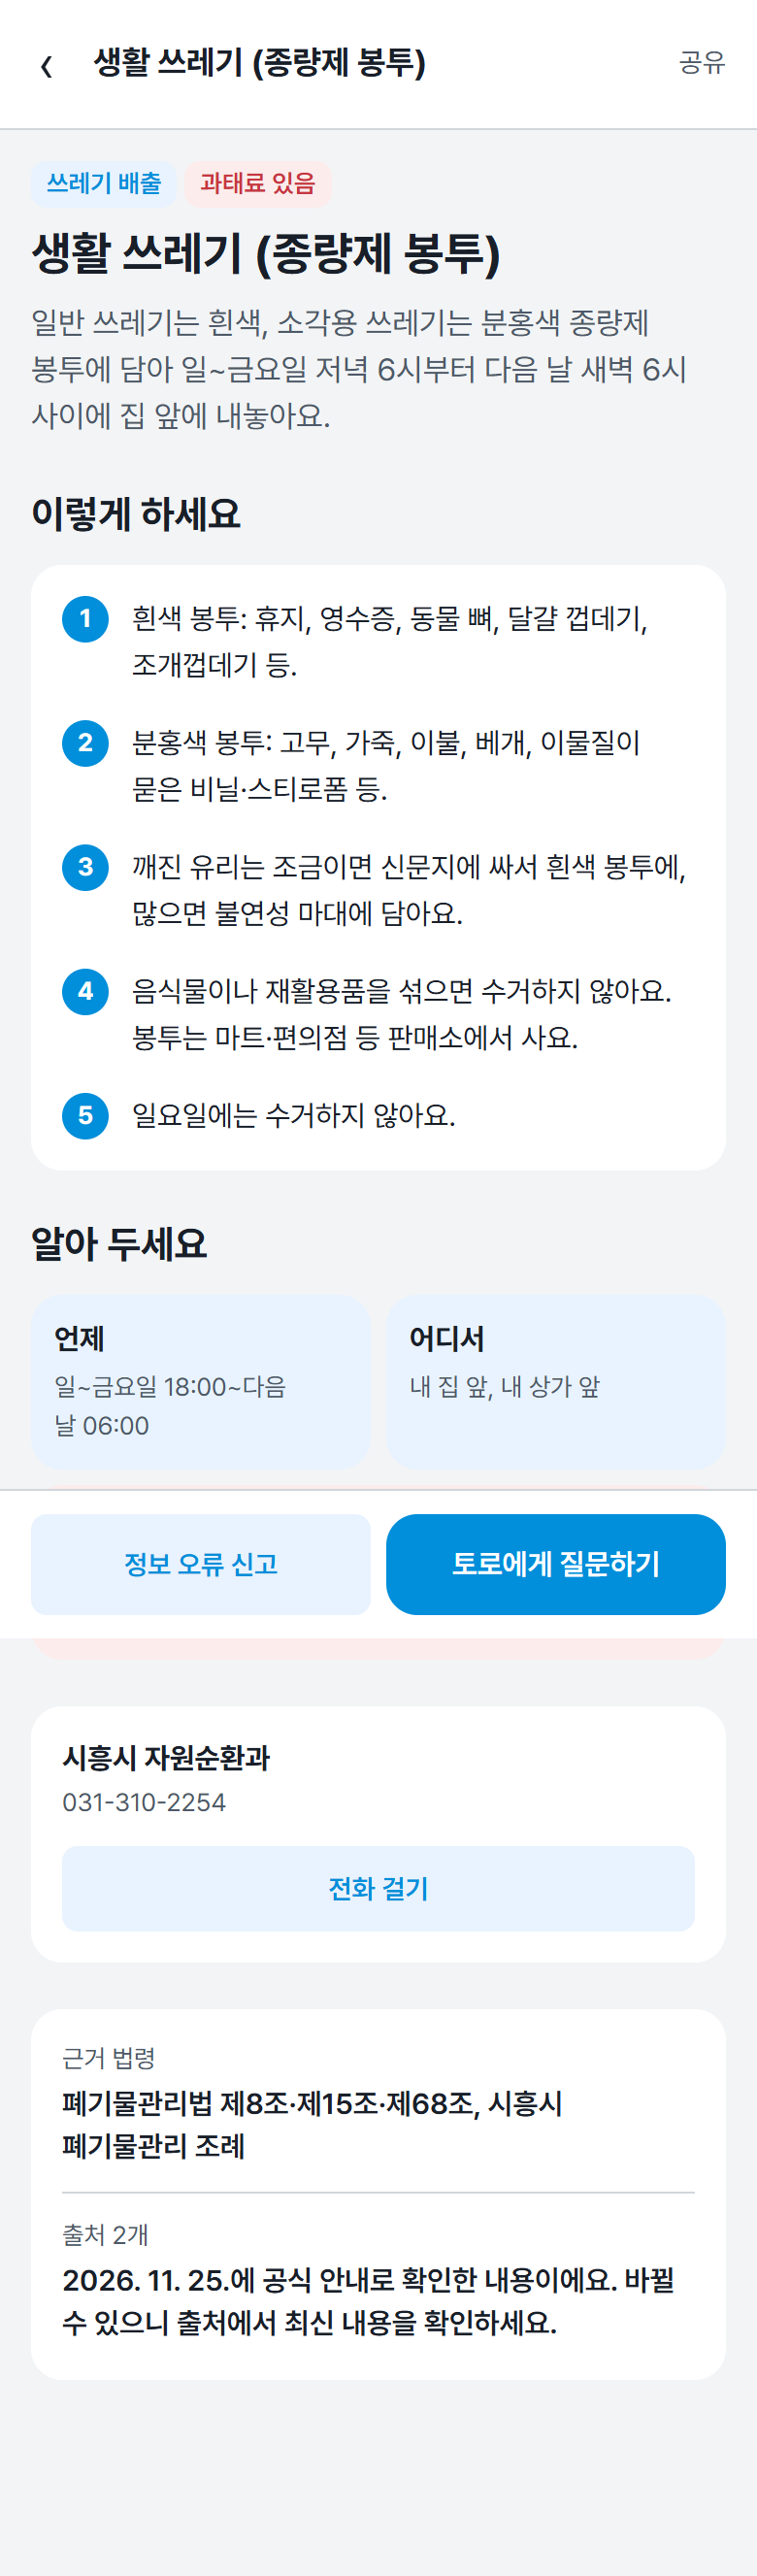 ‹ 생활 쓰레기 (종량제 봉투) 공유
쓰레기 배출 과태료 있음
생활 쓰레기 (종량제 봉투)
일반 쓰레기는 흰색, 소각용 쓰레기는 분홍색 종량제
봉투에 담아 일~금요일 저녁 6시부터 다음 날 새벽 6시
사이에 집 앞에 내놓아요.
이렇게 하세요
1 흰색 봉투: 휴지, 영수증, 동물 뼈, 달걀 껍데기,
조개껍데기 등.
2 분홍색 봉투: 고무, 가죽, 이불, 베개, 이물질이
묻은 비닐·스티로폼 등.
3 깨진 유리는 조금이면 신문지에 싸서 흰색 봉투에,
많으면 불연성 마대에 담아요.
4 음식물이나 재활용품을 섞으면 수거하지 않아요.
봉투는 마트·편의점 등 판매소에서 사요.
5 일요일에는 수거하지 않아요.
알아 두세요
언제
일~금요일 18:00~다음
날 06:00
어디서
내 집 앞, 내 상가 앞
정보 오류 신고
토로에게 질문하기
시흥시 자원순환과
031-310-2254
전화 걸기
근거 법령
폐기물관리법 제8조·제15조·제68조, 시흥시
폐기물관리 조례
출처 2개
2026. 11. 25.에 공식 안내로 확인한 내용이에요. 바뀔
수 있으니 출처에서 최신 내용을 확인하세요.